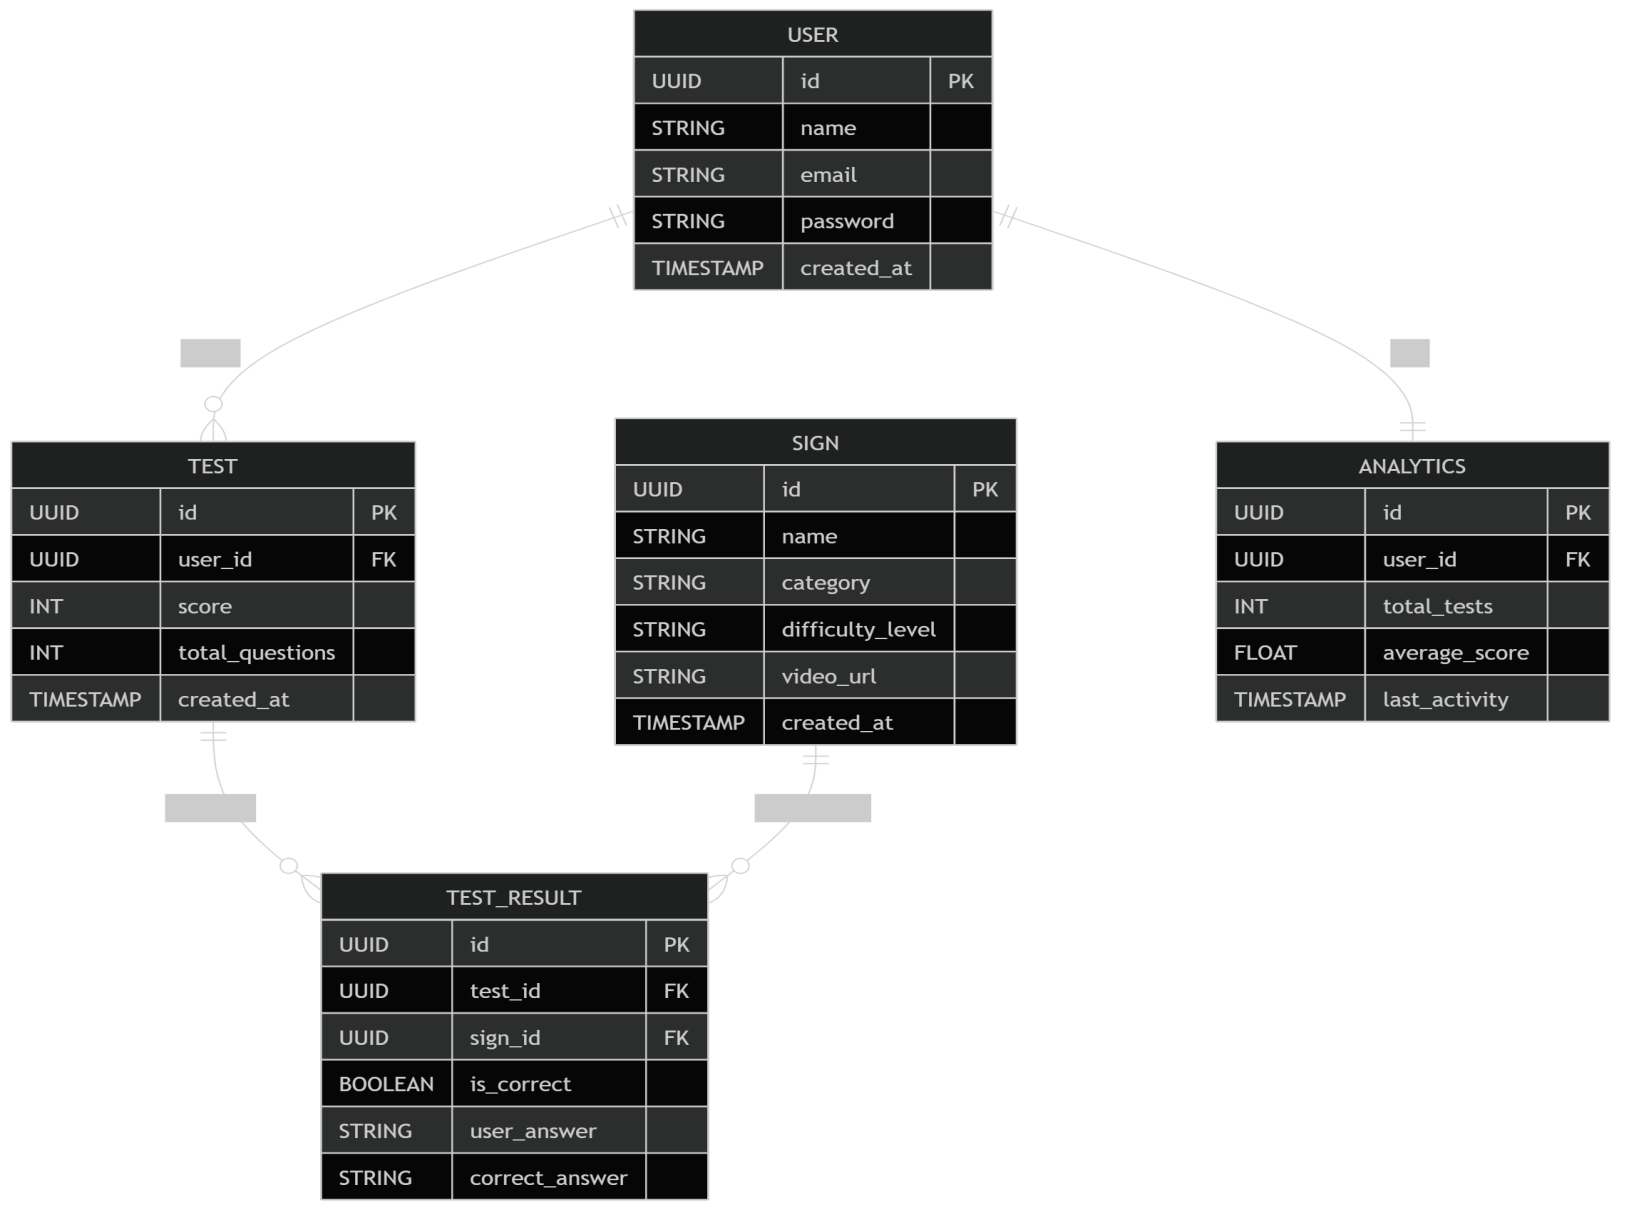 USER
UUID id PK
STRING name
STRING email
STRING password
TIMESTAMP created_at
TEST
UUID id PK
UUID user_id FK
INT score
INT total_questions
TIMESTAMP created_at
SIGN
UUID id PK
STRING name
STRING category
STRING difficulty_level
STRING video_url
TIMESTAMP created_at
ANALYTICS
UUID id PK
UUID user_id FK
INT total_tests
FLOAT average_score
TIMESTAMP last_activity
TEST_RESULT
UUID id PK
UUID test_id FK
UUID sign_id FK
BOOLEAN is_correct
STRING user_answer
STRING correct_answer